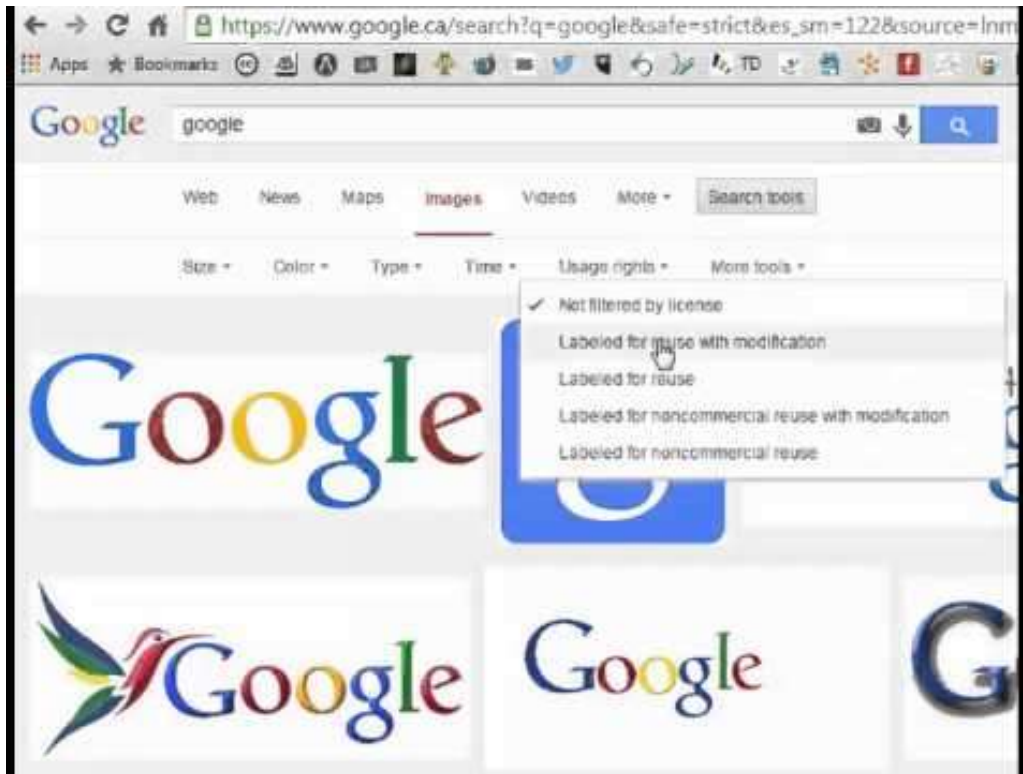 https://www.google.ca/search?q=google&safe=strict&es_sm=122&source=lnm
Apps Bookmarks TD
Google google
Web News Maps Images Videos More Search tools
Size Color Type Time Usage rights More tools
Not filtered by license
Labeled for reuse with modification
Labeled for reuse
Labeled for noncommercial reuse with modification
Labeled for noncommercial reuse
Google
Google
Google
G